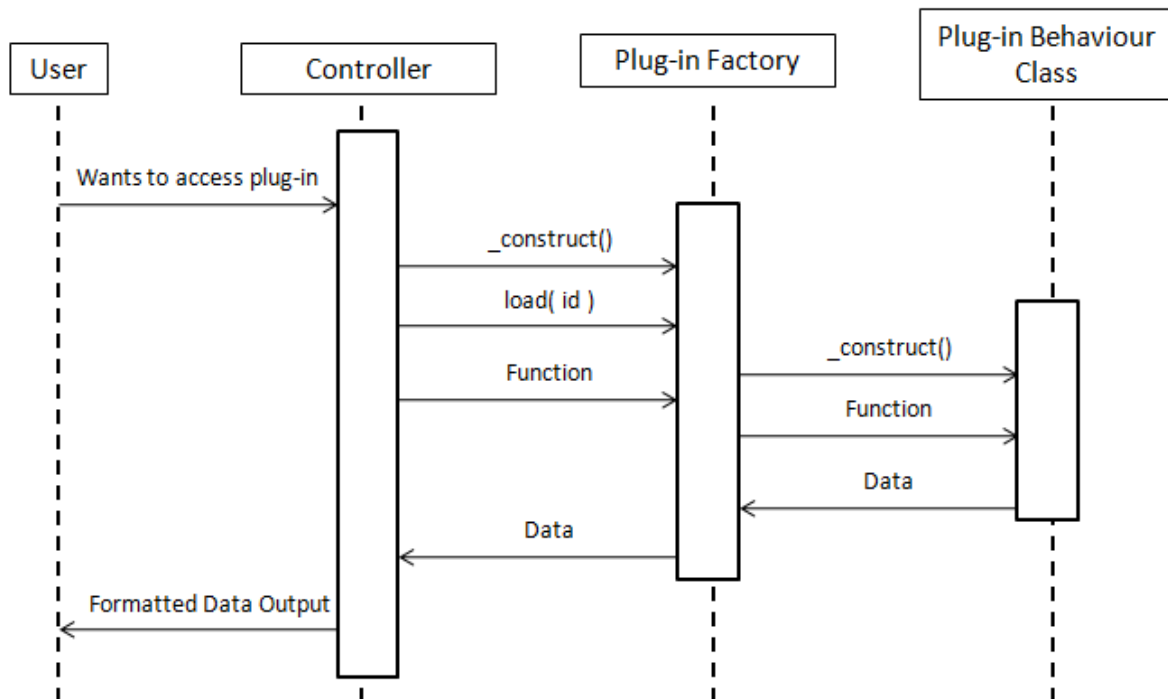 User
Controller
Plug-in Factory
Plug-in Behaviour
Class
Wants to access plug-in
_construct()
load( id )
_construct()
Function
Function
Data
Data
Formatted Data Output